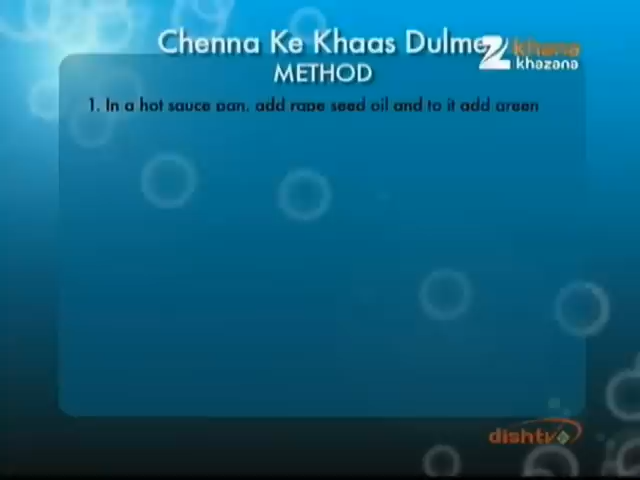 Chenna Ke Khaas Dulme
METHOD
1. In a hot sauce pan, add rape seed oil and to it add green
Z khana
khazana
dishtv